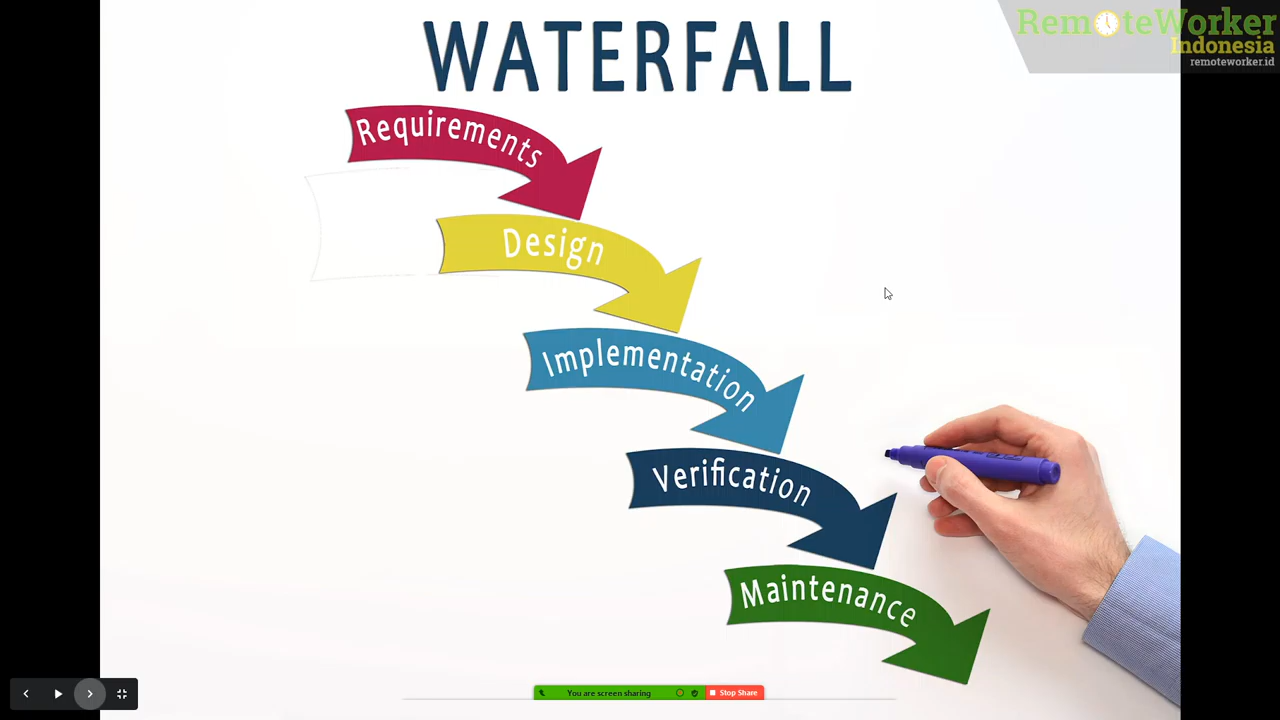 WATERFALL
RemoteWorker
Indonesia
remoteworker.id
Requirements
Design
Implementation
Verification
Maintenance
You are screen sharing
Stop Share